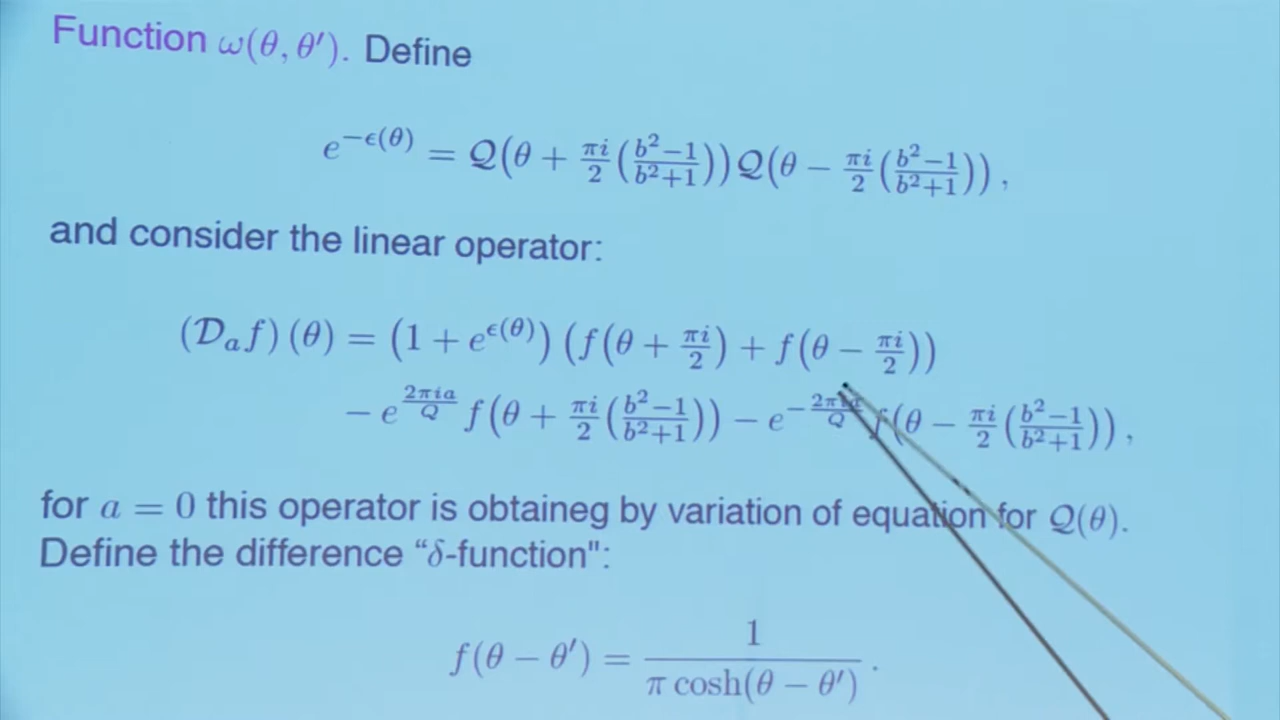 Function ω(θ, θ′). Define
e^{−ϵ(θ)} = 𝒬(θ + πi/2 (b²−1/b²+1)) 𝒬(θ − πi/2 (b²−1/b²+1)) ,
and consider the linear operator:
(𝒟ₐf) (θ) = (1 + e^{ϵ(θ)}) (f(θ + πi/2) + f(θ − πi/2))
− e^{2πia/Q} f(θ + πi/2 (b²−1/b²+1)) − e^{−2πia/Q} f(θ − πi/2 (b²−1/b²+1)) ,
for a = 0 this operator is obtaineg by variation of equation for 𝒬(θ).
Define the difference “δ-function":
f(θ − θ′) = 1/π cosh(θ − θ′) .